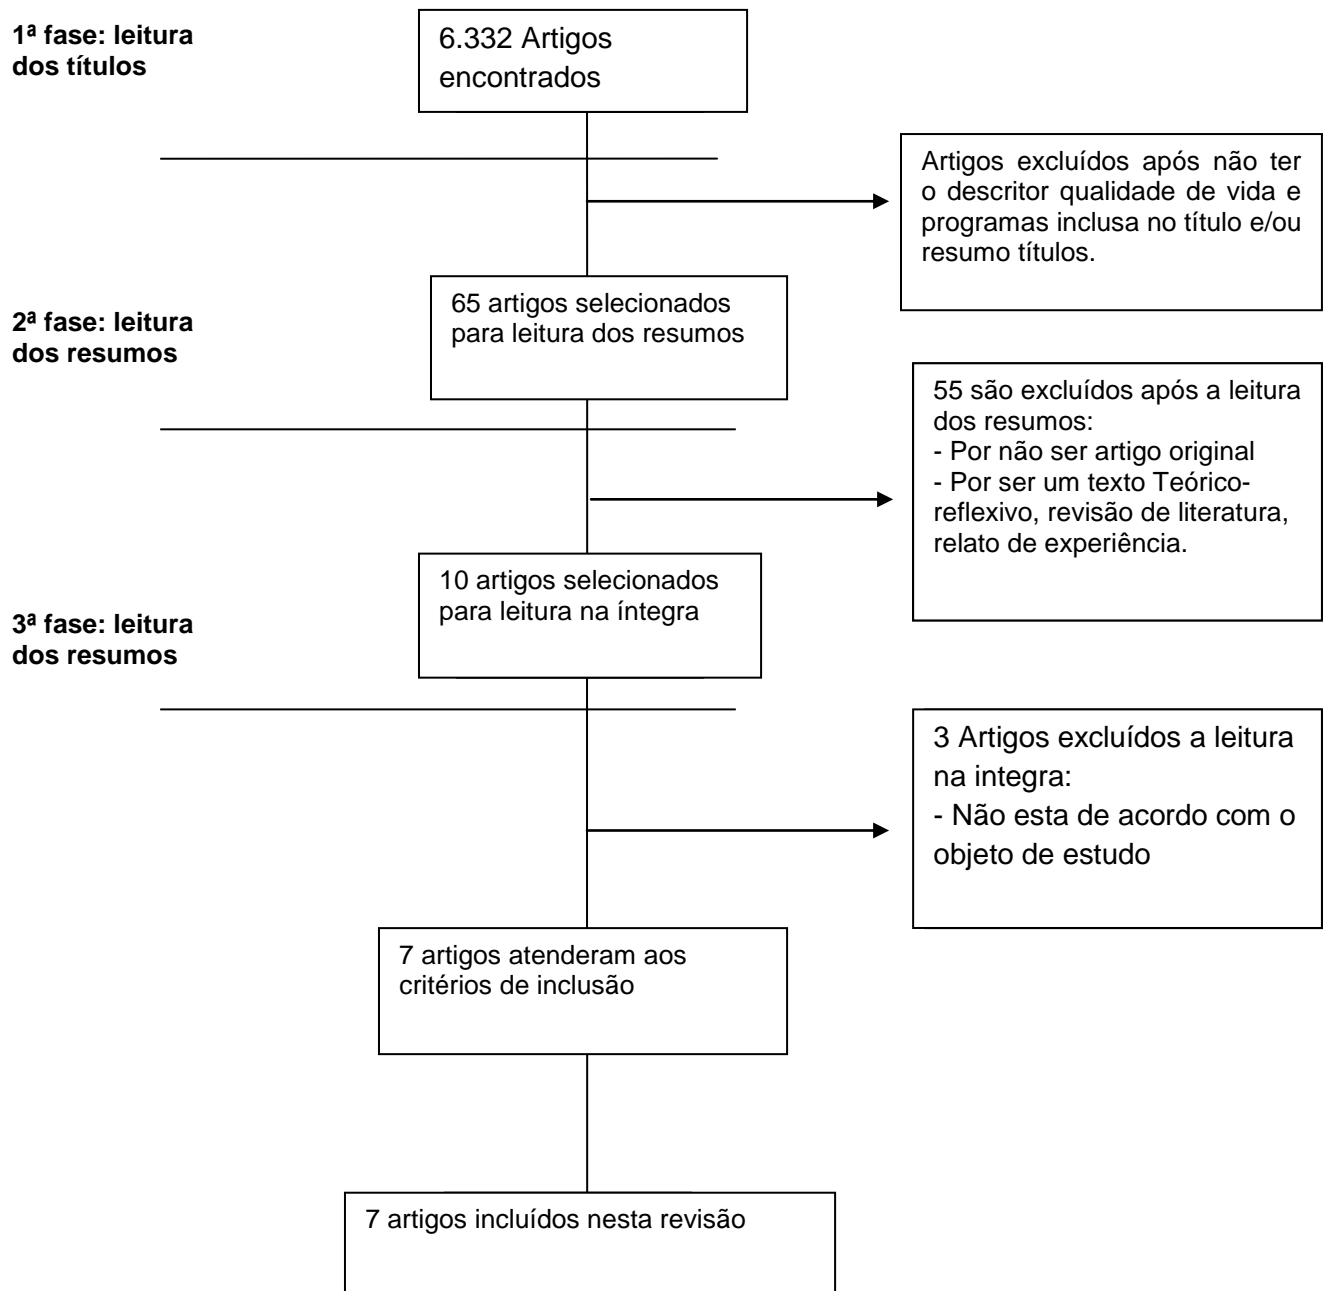 1ª fase: leitura
dos títulos
6.332 Artigos
encontrados
Artigos excluídos após não ter
o descritor qualidade de vida e
programas inclusa no título e/ou
resumo títulos.
2ª fase: leitura
dos resumos
65 artigos selecionados
para leitura dos resumos
55 são excluídos após a leitura
dos resumos:
- Por não ser artigo original
- Por ser um texto Teórico-
reflexivo, revisão de literatura,
relato de experiência.
3ª fase: leitura
dos resumos
10 artigos selecionados
para leitura na íntegra
3 Artigos excluídos a leitura
na integra:
- Não esta de acordo com o
objeto de estudo
7 artigos atenderam aos
critérios de inclusão
7 artigos incluídos nesta revisão